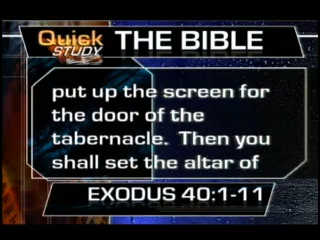 Quick
STUDY
THE BIBLE
put up the screen for
the door of the
tabernacle. Then you
shall set the altar of
EXODUS 40:1-11